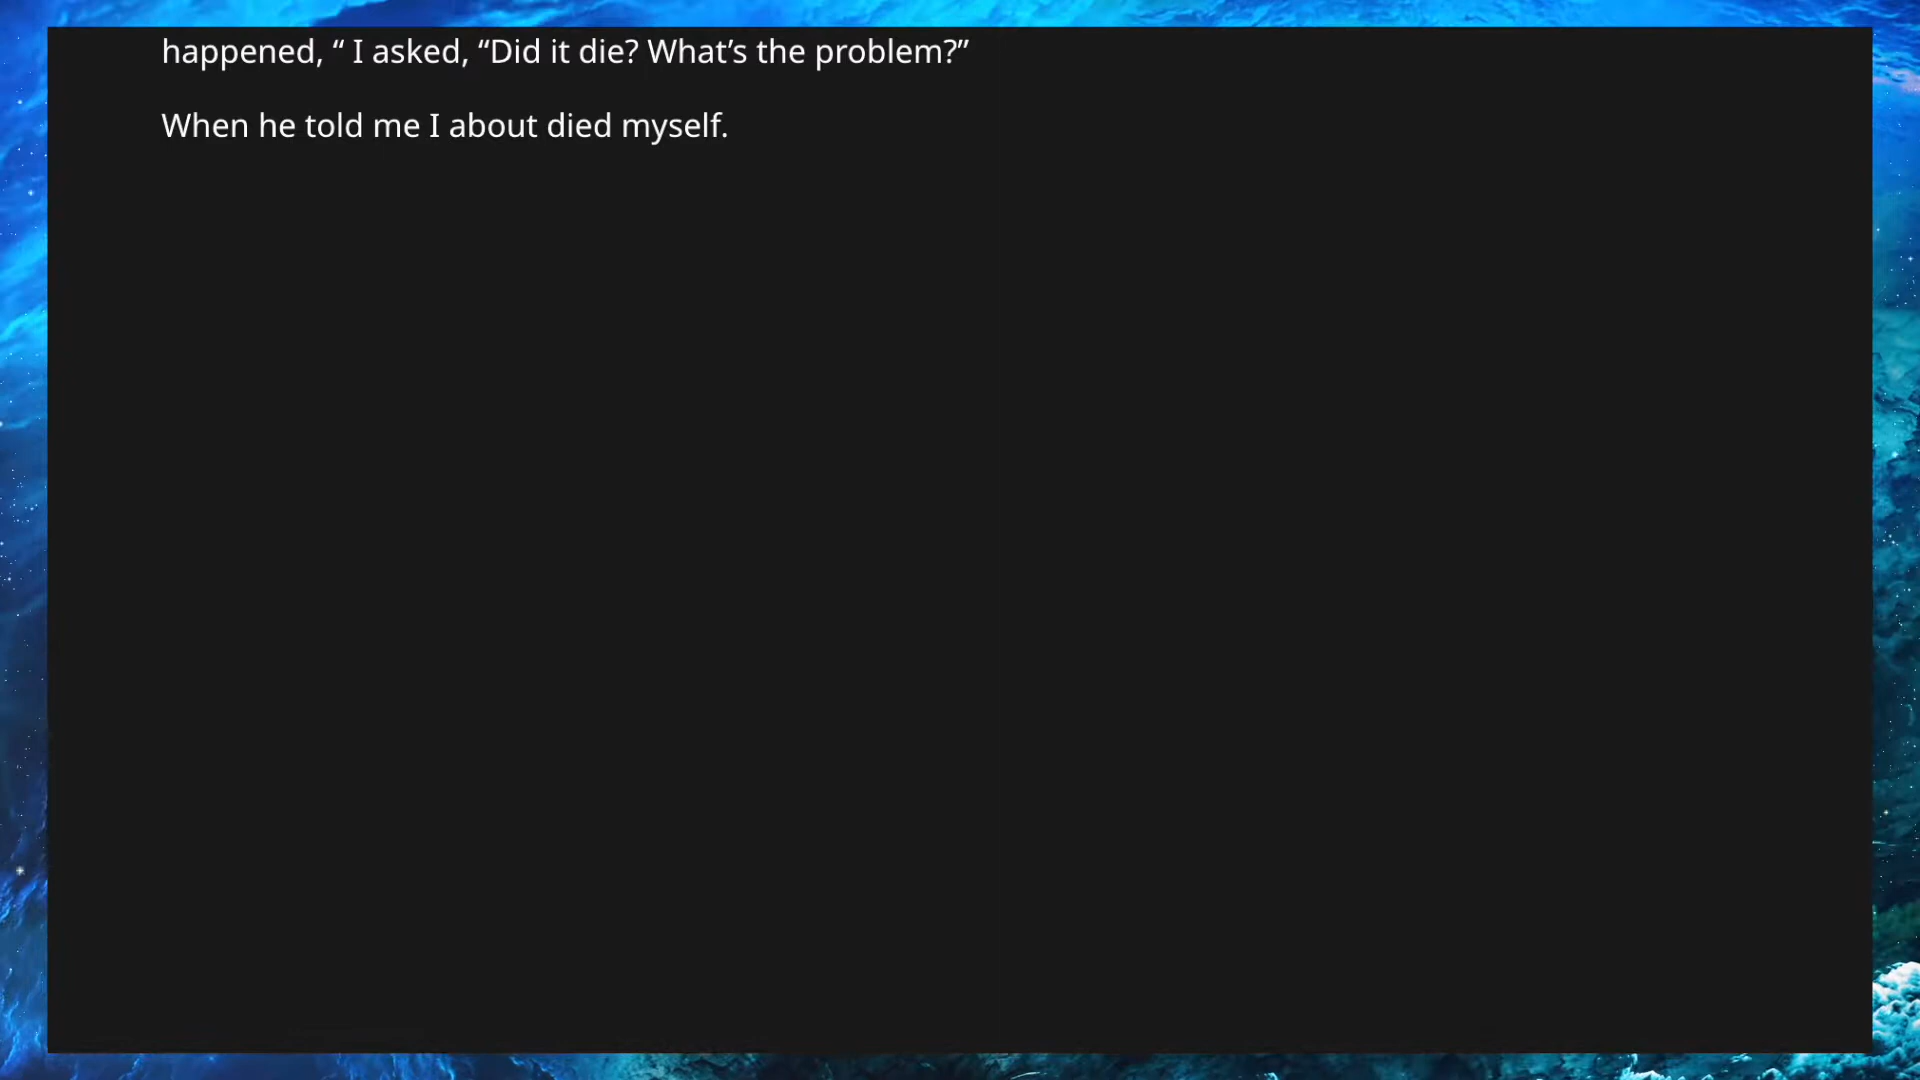 happened, “ I asked, “Did it die? What’s the problem?”
When he told me I about died myself.